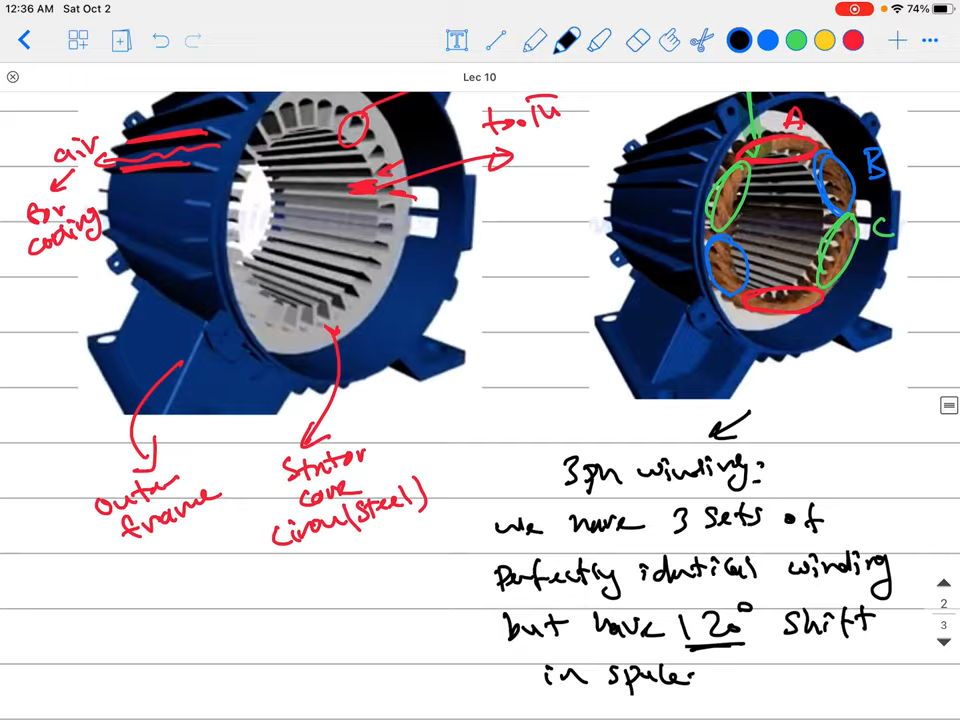 12:36 AM Sat Oct 2
74%
Lec 10
tooth
air
for
cooling
A
B
C
outer
frame
Stator
core
(steel)
3ph winding:
we have 3 sets of
perfectly identical winding
but have 120° shift
in space.
2
3